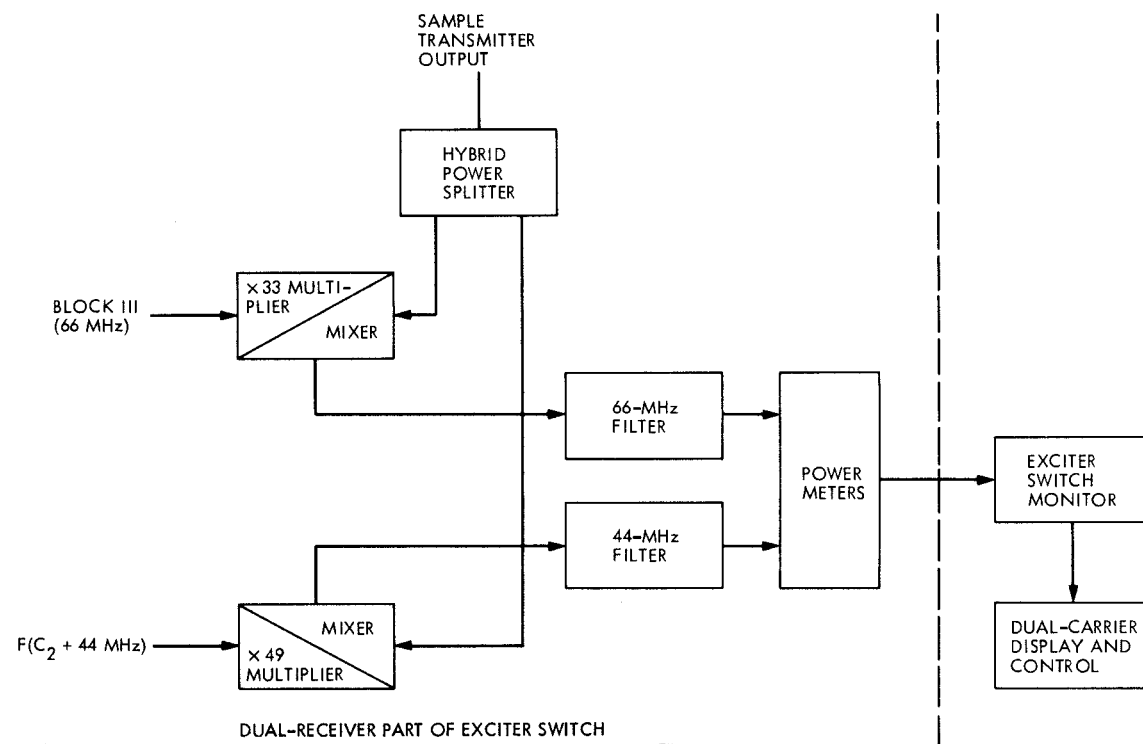 SAMPLE
TRANSMITTER
OUTPUT
HYBRID
POWER
SPLITTER
× 33 MULTI-
PLIER
MIXER
BLOCK III
(66 MHz)
66-MHz
FILTER
POWER
METERS
EXCITER
SWITCH
MONITOR
44-MHz
FILTER
MIXER
× 49
MULTIPLIER
F(C2 + 44 MHz)
DUAL-CARRIER
DISPLAY AND
CONTROL
DUAL-RECEIVER PART OF EXCITER SWITCH